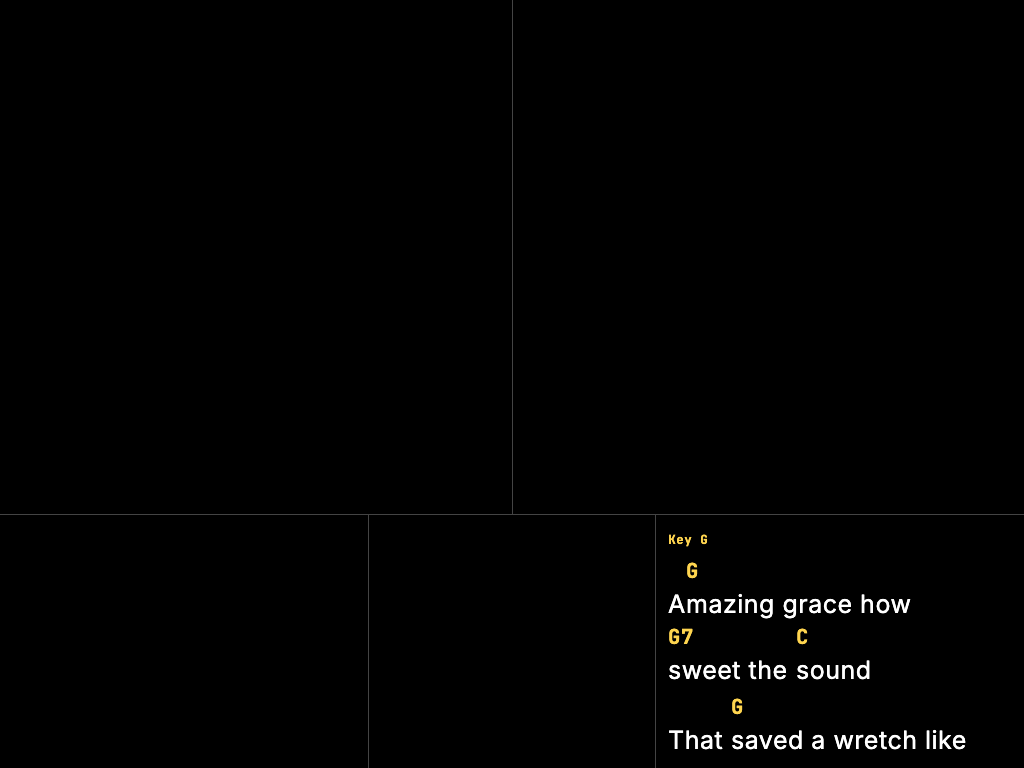 Key G
G
Amazing grace how
G7 C
sweet the sound
G
That saved a wretch like